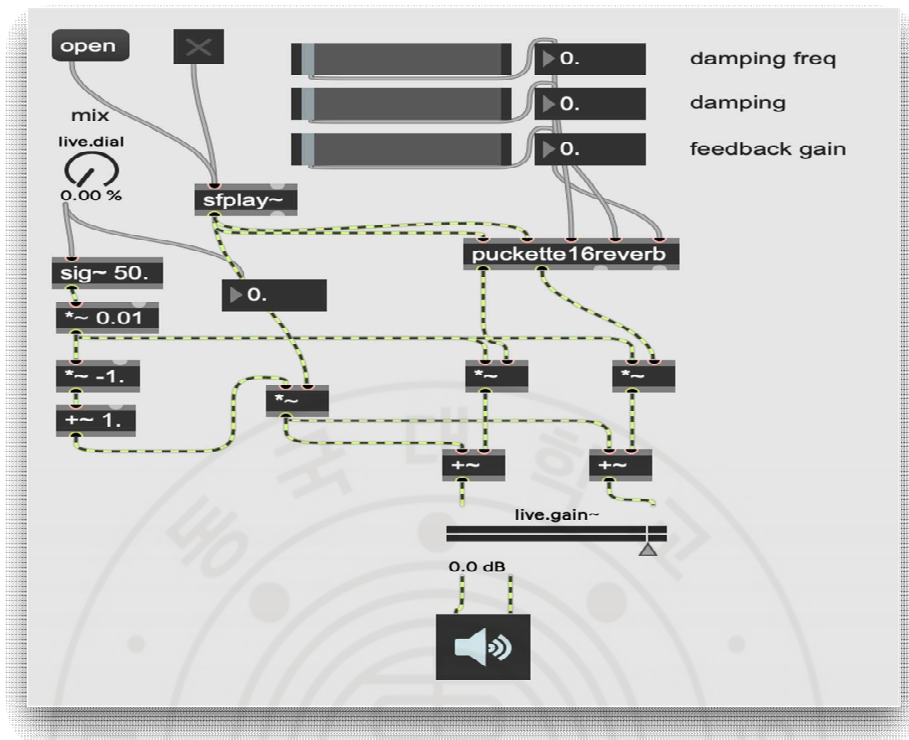 open
mix
live.dial
0.00 %
0.
damping freq
0.
damping
0.
feedback gain
sfplay~
puckette16reverb
sig~ 50.
0.
*~ 0.01
*~ -1.
*~
*~
*~
+~ 1.
+~
+~
live.gain~
0.0 dB